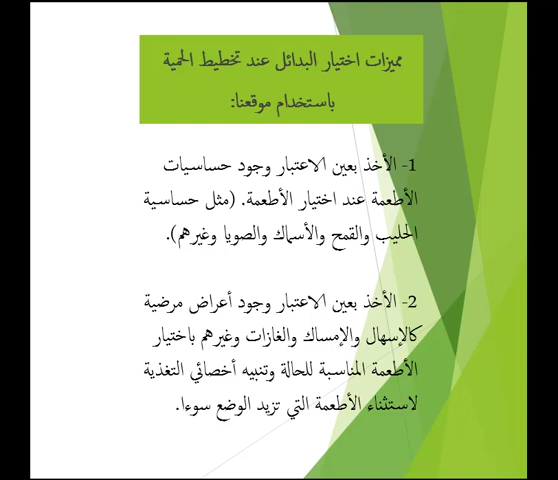 مميزات اختيار البدائل عند تخطيط الحمية
باستخدام موقعنا:
1- الأخذ بعين الاعتبار وجود حساسيات
الأطعمة عند اختيار الأطعمة. (مثل حساسية
الحليب والقمح والأسماك والصويا وغيرهم).
2- الأخذ بعين الاعتبار وجود أعراض مرضية
كالإسهال والإمساك والغازات وغيرهم باختيار
الأطعمة المناسبة للحالة وتنبيه أخصائي التغذية
لاستثناء الأطعمة التي تزيد الوضع سوءا.